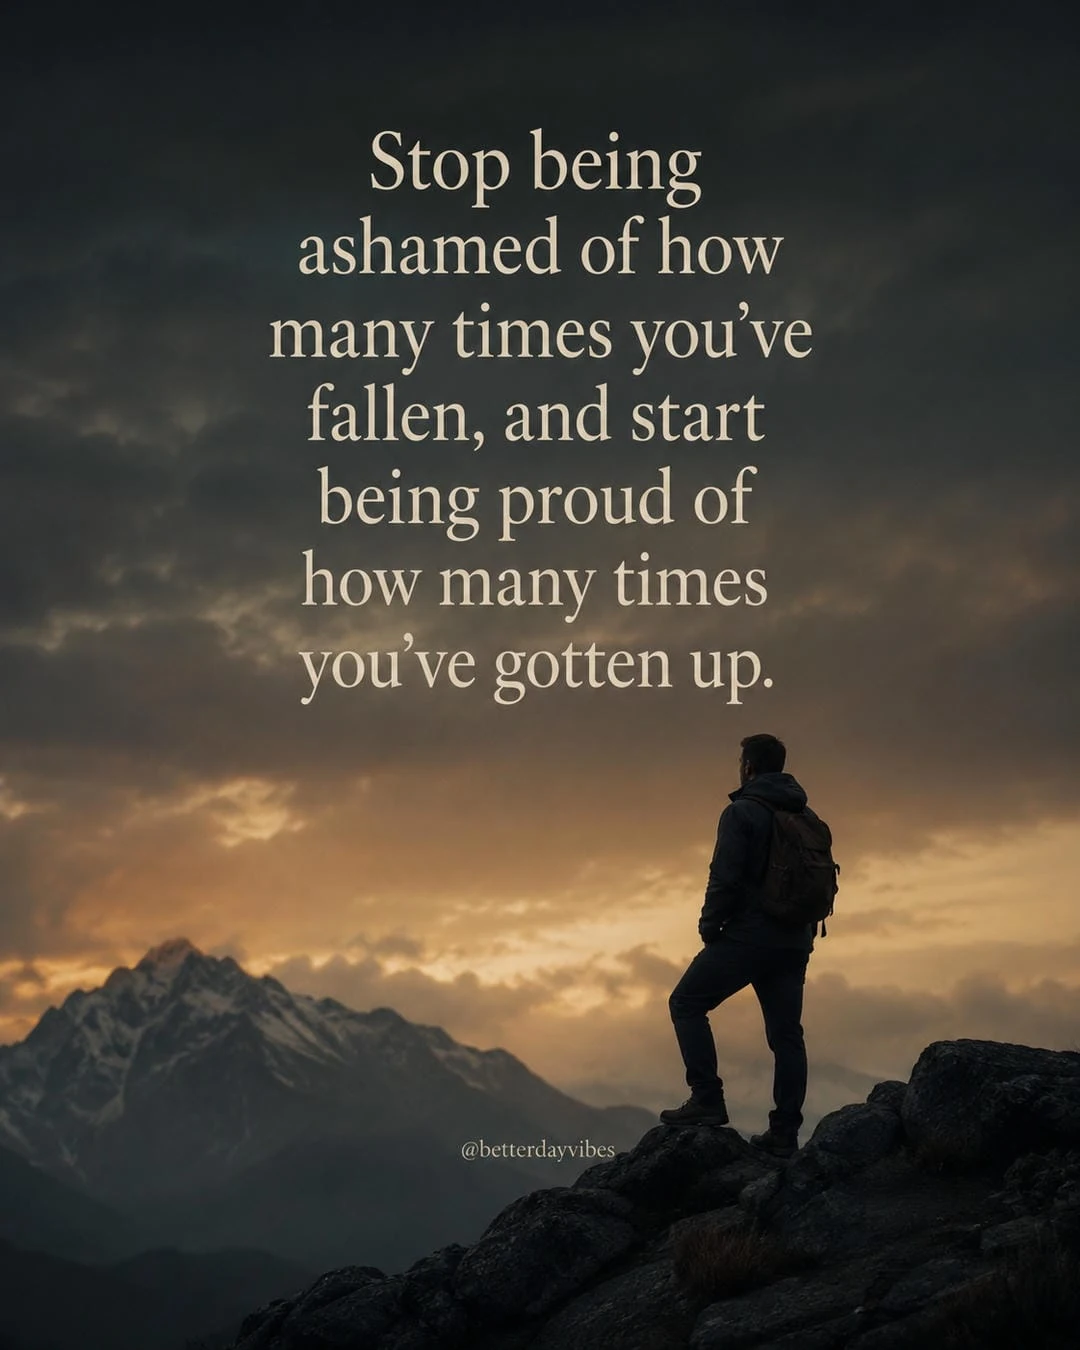 Stop being
ashamed of how
many times you’ve
fallen, and start
being proud of
how many times
you’ve gotten up.
@betterdayvibes